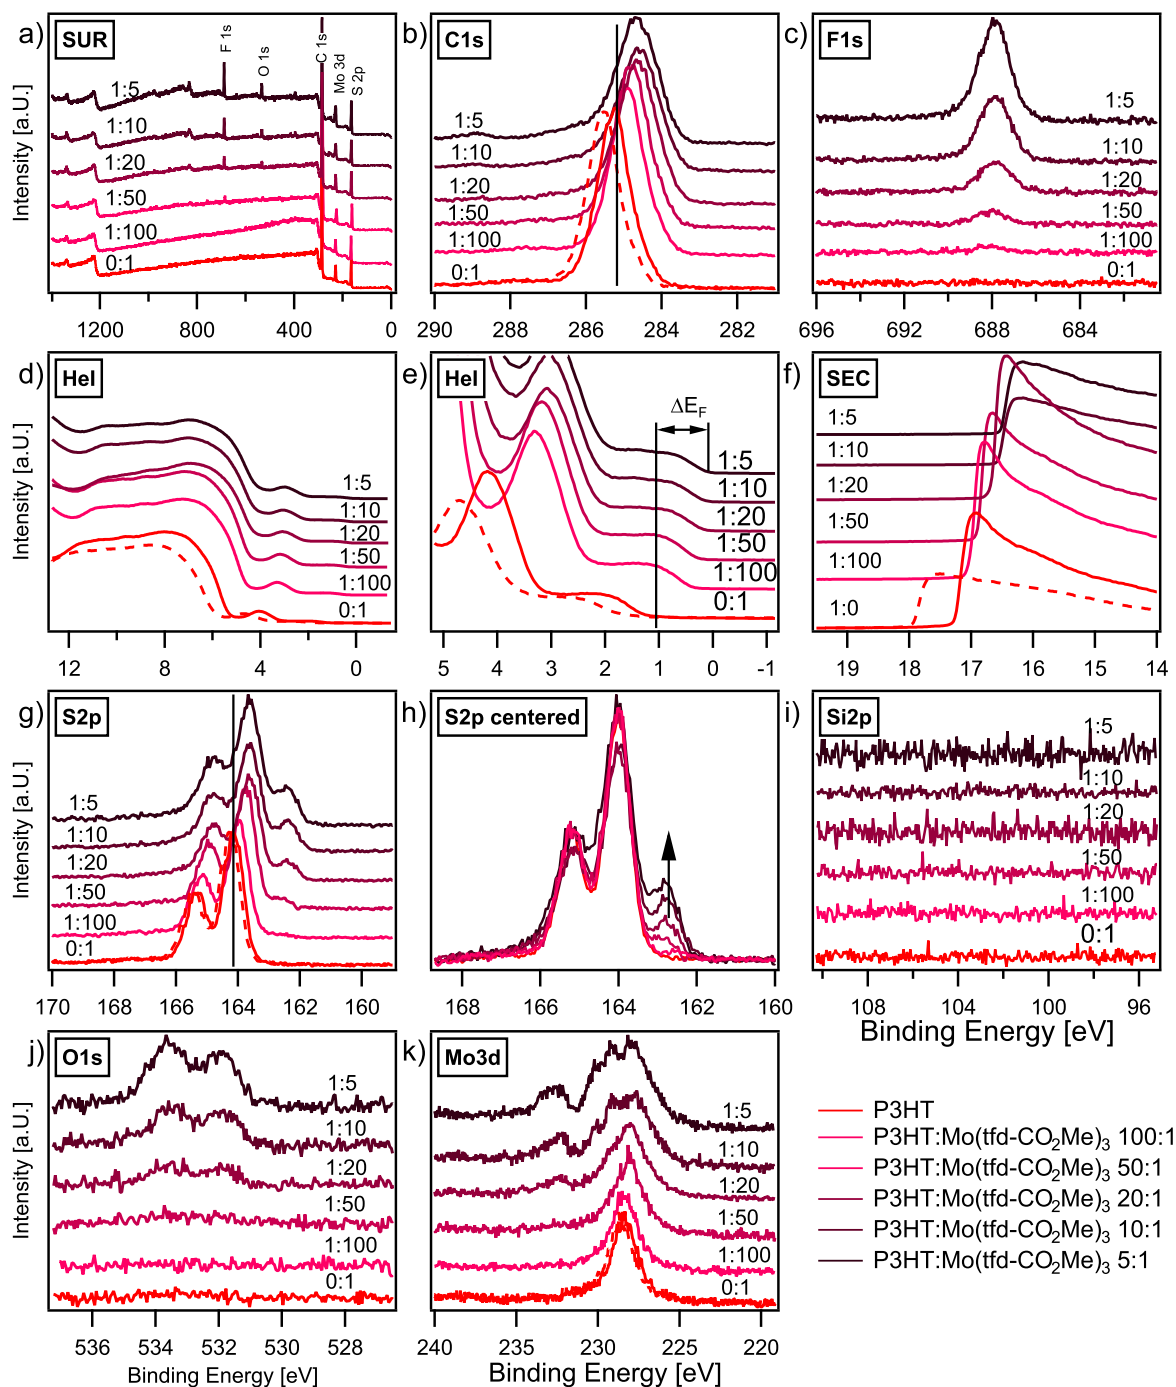 a) SUR
F 1s
O 1s
C 1s
Mo 3d
S 2p
1:5
1:10
1:20
1:50
1:100
0:1
Intensity [a.U.]
1200 800 400 0
b) C1s
1:5
1:10
1:20
1:50
1:100
0:1
290 288 286 284 282
c) F1s
1:5
1:10
1:20
1:50
1:100
0:1
696 692 688 684
d) HeI
1:5
1:10
1:20
1:50
1:100
0:1
Intensity [a.U.]
12 8 4 0
e) HeI
ΔE_F
1:5
1:10
1:20
1:50
1:100
0:1
5 4 3 2 1 0 -1
f) SEC
1:5
1:10
1:20
1:50
1:100
1:0
19 18 17 16 15 14
g) S2p
1:5
1:10
1:20
1:50
1:100
0:1
Intensity [a.U.]
170 168 166 164 162 160
h) S2p centered
168 166 164 162 160
i) Si2p
1:5
1:10
1:20
1:50
1:100
0:1
108 104 100 96
Binding Energy [eV]
j) O1s
1:5
1:10
1:20
1:50
1:100
0:1
Intensity [a.U.]
536 534 532 530 528
Binding Energy [eV]
k) Mo3d
1:5
1:10
1:20
1:50
1:100
0:1
240 235 230 225 220
Binding Energy [eV]
P3HT
P3HT:Mo(tfd-CO₂Me)₃ 100:1
P3HT:Mo(tfd-CO₂Me)₃ 50:1
P3HT:Mo(tfd-CO₂Me)₃ 20:1
P3HT:Mo(tfd-CO₂Me)₃ 10:1
P3HT:Mo(tfd-CO₂Me)₃ 5:1